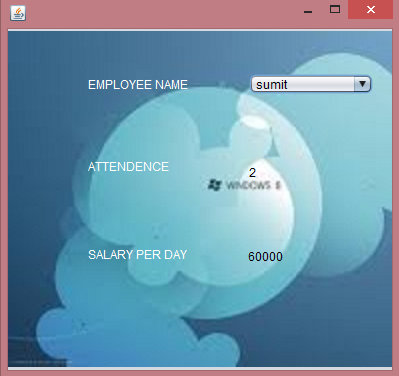 EMPLOYEE NAME sumit
ATTENDENCE 2
WINDOWS 8
SALARY PER DAY 60000